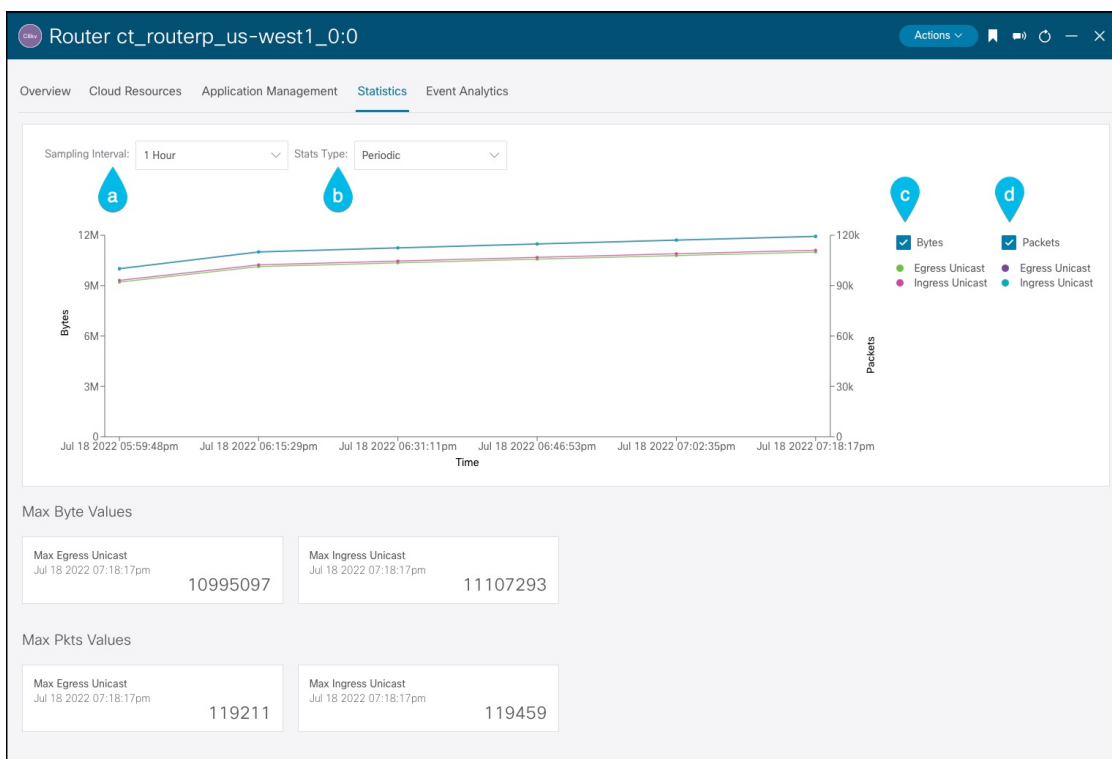 Router ct_routerp_us-west1_0:0
Actions
Overview Cloud Resources Application Management Statistics Event Analytics
Sampling Interval: 1 Hour Stats Type: Periodic
a b c d
Bytes Packets
Egress Unicast Egress Unicast
Ingress Unicast Ingress Unicast
12M 120k
9M 90k
6M 60k
3M 30k
0 0
Bytes
Packets
Jul 18 2022 05:59:48pm Jul 18 2022 06:15:29pm Jul 18 2022 06:31:11pm Jul 18 2022 06:46:53pm Jul 18 2022 07:02:35pm Jul 18 2022 07:18:17pm
Time
Max Byte Values
Max Egress Unicast
Jul 18 2022 07:18:17pm
10995097
Max Ingress Unicast
Jul 18 2022 07:18:17pm
11107293
Max Pkts Values
Max Egress Unicast
Jul 18 2022 07:18:17pm
119211
Max Ingress Unicast
Jul 18 2022 07:18:17pm
119459